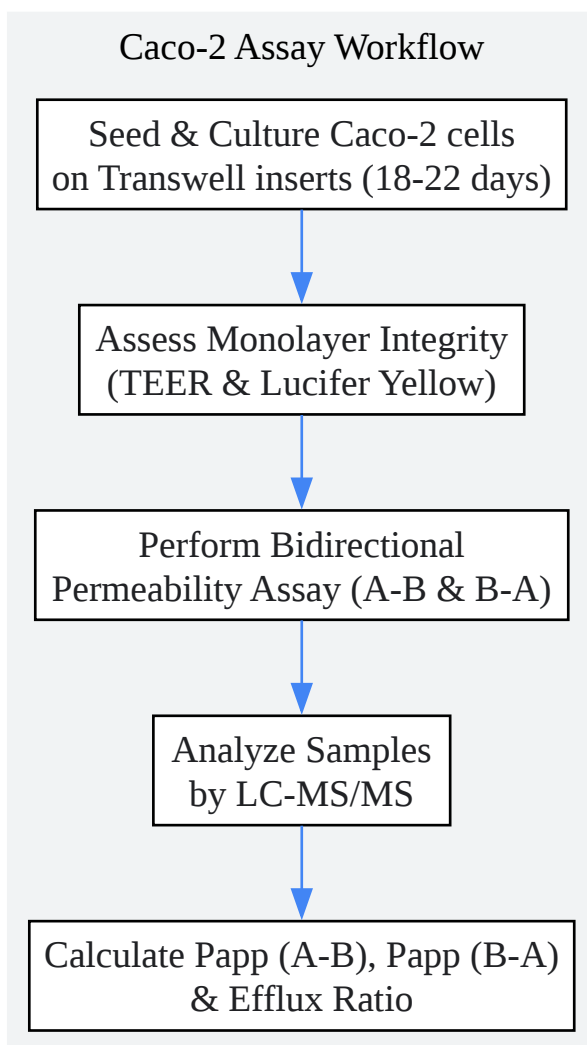 Caco-2 Assay Workflow
Seed & Culture Caco-2 cells
on Transwell inserts (18-22 days)
Assess Monolayer Integrity
(TEER & Lucifer Yellow)
Perform Bidirectional
Permeability Assay (A-B & B-A)
Analyze Samples
by LC-MS/MS
Calculate Papp (A-B), Papp (B-A)
& Efflux Ratio